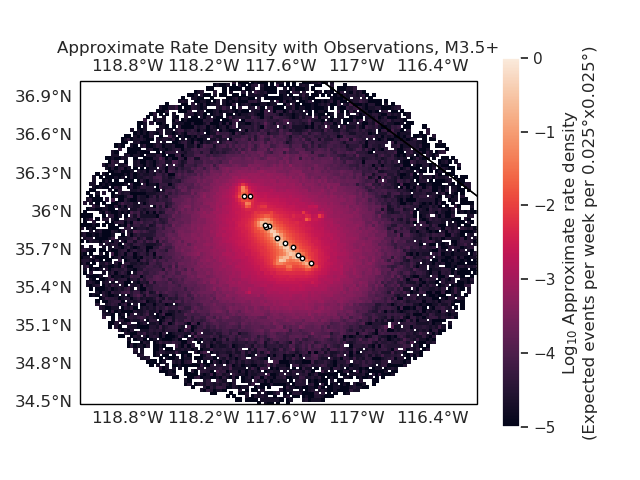 Approximate Rate Density with Observations, M3.5+
118.8°W 118.2°W 117.6°W 117°W 116.4°W
36.9°N
36.6°N
36.3°N
36°N
35.7°N
35.4°N
35.1°N
34.8°N
34.5°N
118.8°W 118.2°W 117.6°W 117°W 116.4°W
0
−1
−2
−3
−4
−5
Log10 Approximate rate density
(Expected events per week per 0.025°x0.025°)